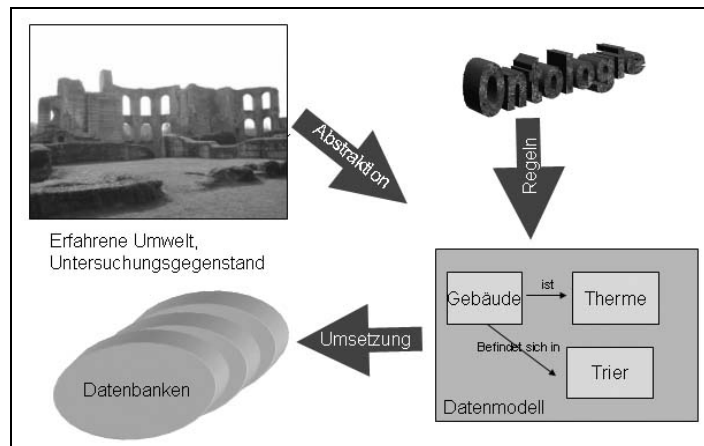 Ontologie
Abstraktion
Regeln
Erfahrene Umwelt,
Untersuchungsgegenstand
Gebäude
ist
Therme
Befindet sich in
Trier
Datenmodell
Umsetzung
Datenbanken